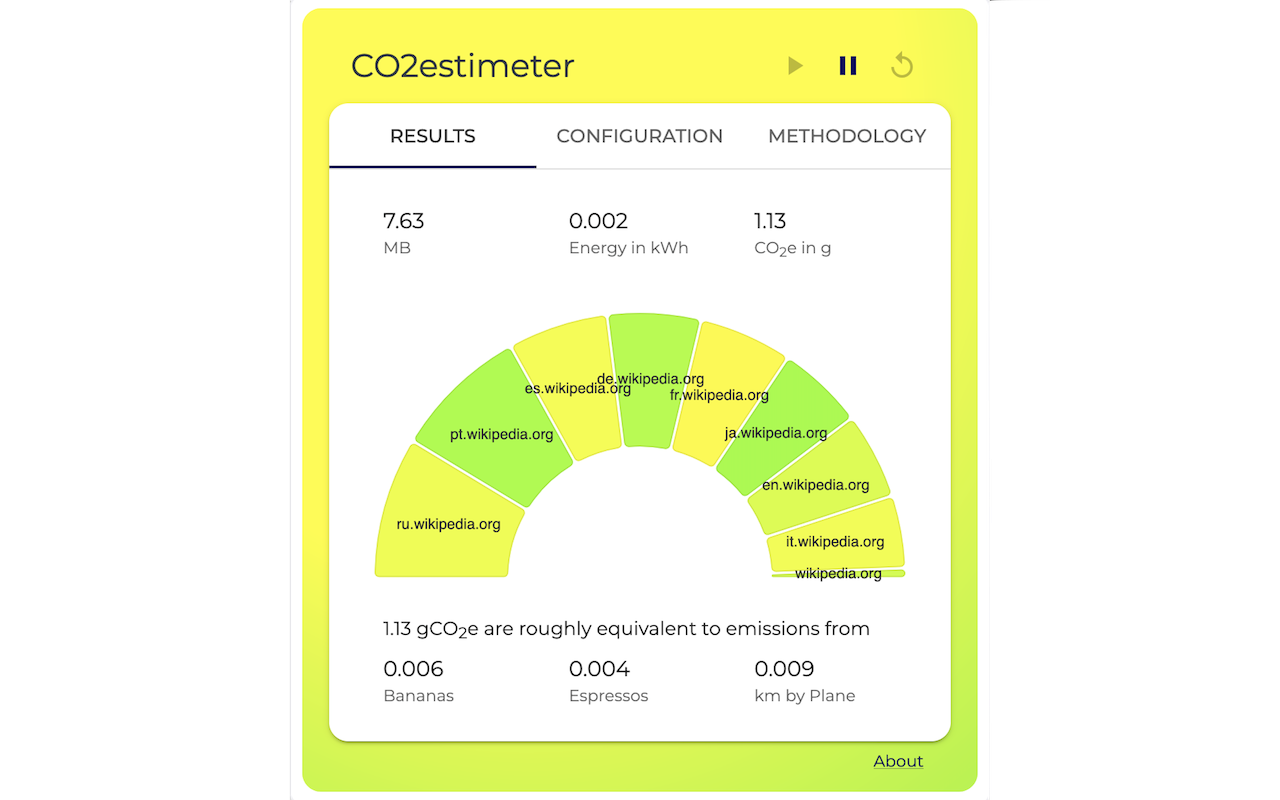 CO2estimeter
RESULTS CONFIGURATION METHODOLOGY
7.63 0.002 1.13
MB Energy in kWh CO₂e in g
de.wikipedia.org
es.wikipedia.org
fr.wikipedia.org
pt.wikipedia.org
ja.wikipedia.org
en.wikipedia.org
ru.wikipedia.org
it.wikipedia.org
wikipedia.org
1.13 gCO₂e are roughly equivalent to emissions from
0.006 0.004 0.009
Bananas Espressos km by Plane
About